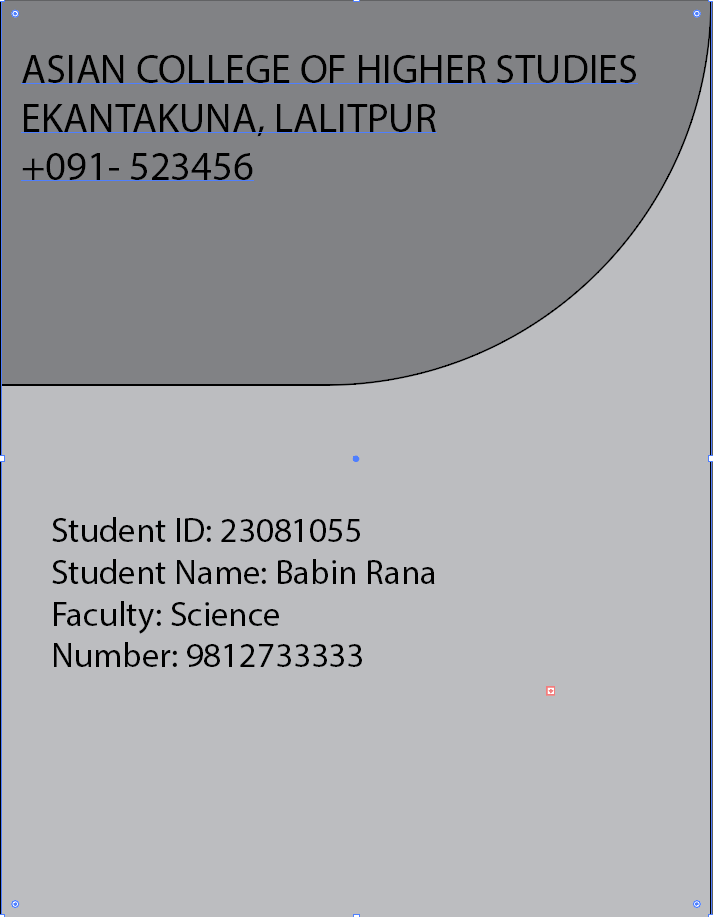 ASIAN COLLEGE OF HIGHER STUDIES
EKANTAKUNA, LALITPUR
+091- 523456
Student ID: 23081055
Student Name: Babin Rana
Faculty: Science
Number: 9812733333